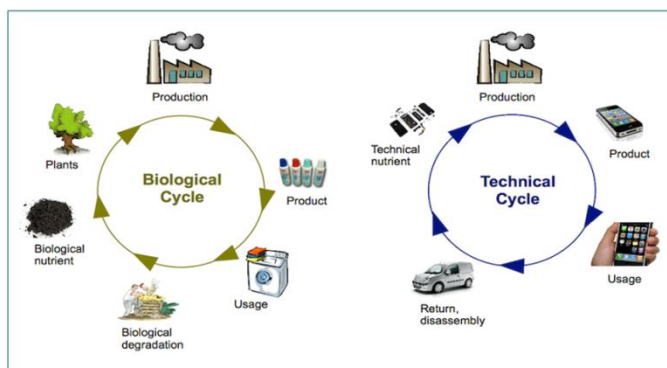 Production
Plants
Biological
Cycle
Product
Biological
nutrient
Usage
Biological
degradation
Production
Technical
nutrient
Product
Technical
Cycle
Usage
Return,
disassembly